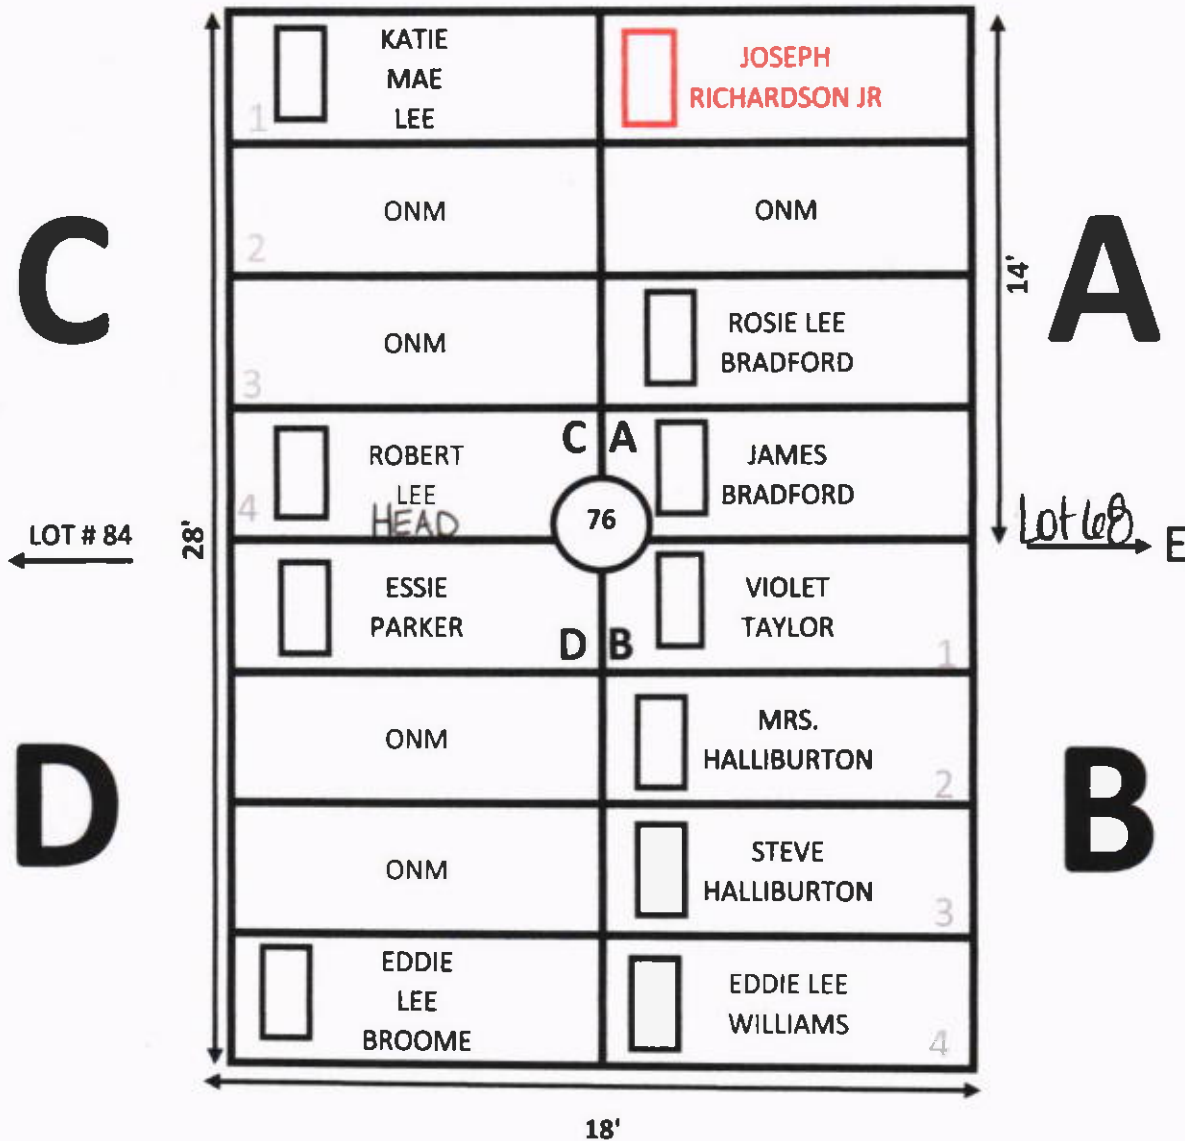 KATIE
MAE
LEE
1
JOSEPH
RICHARDSON JR
ONM
2
ONM
C
A
14'
ONM
3
ROSIE LEE
BRADFORD
ROBERT
LEE
HEAD
4
C A
JAMES
BRADFORD
76
LOT # 84
28'
Lot 68
E
ESSIE
PARKER
D B
VIOLET
TAYLOR
1
ONM
MRS.
HALLIBURTON
2
D
B
ONM
STEVE
HALLIBURTON
3
EDDIE
LEE
BROOME
EDDIE LEE
WILLIAMS
4
18'